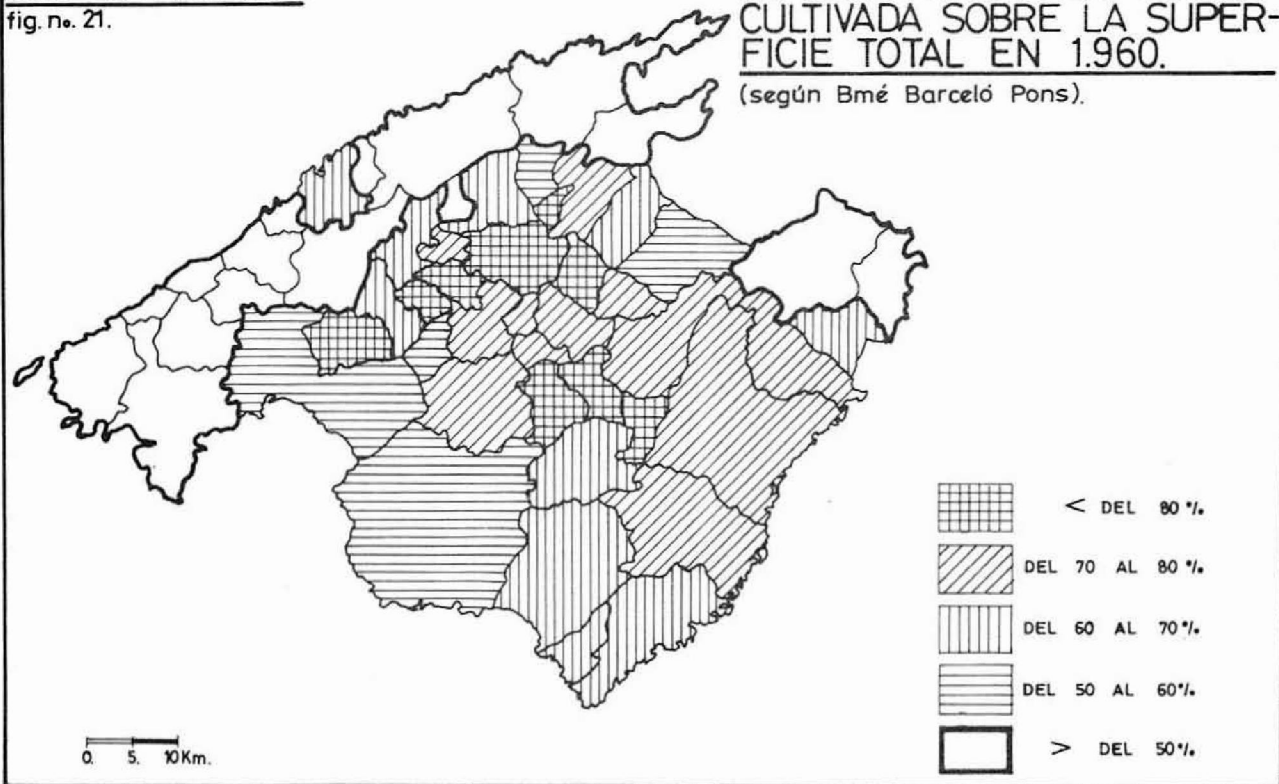 fig. nº. 21.
CULTIVADA SOBRE LA SUPER-
FICIE TOTAL EN 1.960.
(según Bmé Barceló Pons).
< DEL 80 %.
DEL 70 AL 80 %.
DEL 60 AL 70 %.
DEL 50 AL 60 %.
> DEL 50 %.
0. 5. 10 Km.